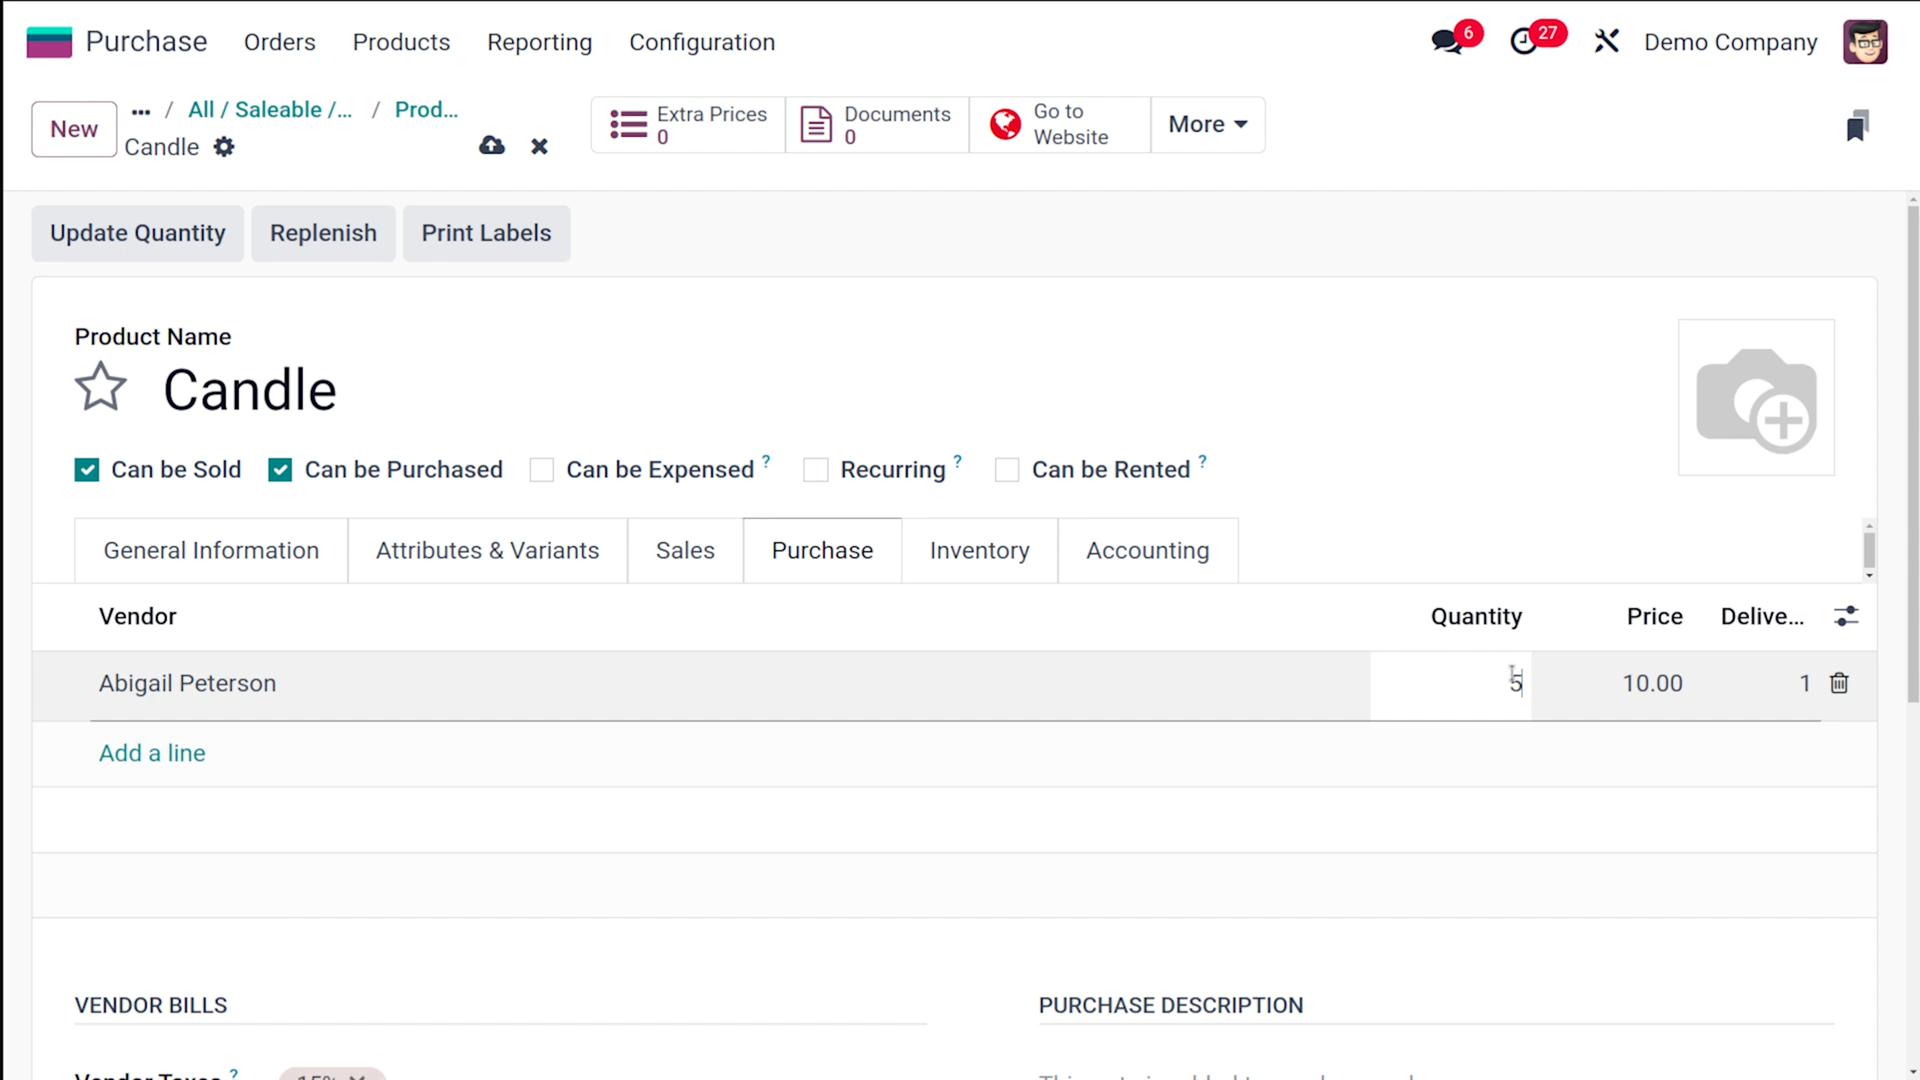 Purchase Orders Products Reporting Configuration 6 27 Demo Company
New ... / All / Saleable /... / Prod...
Candle
Extra Prices
0
Documents
0
Go to
Website
More
Update Quantity Replenish Print Labels
Product Name
Candle
Can be Sold Can be Purchased Can be Expensed ? Recurring ? Can be Rented ?
General Information Attributes & Variants Sales Purchase Inventory Accounting
Vendor Quantity Price Delive...
Abigail Peterson 5 10.00 1
Add a line
VENDOR BILLS PURCHASE DESCRIPTION
Vendor Taxes ? 15%